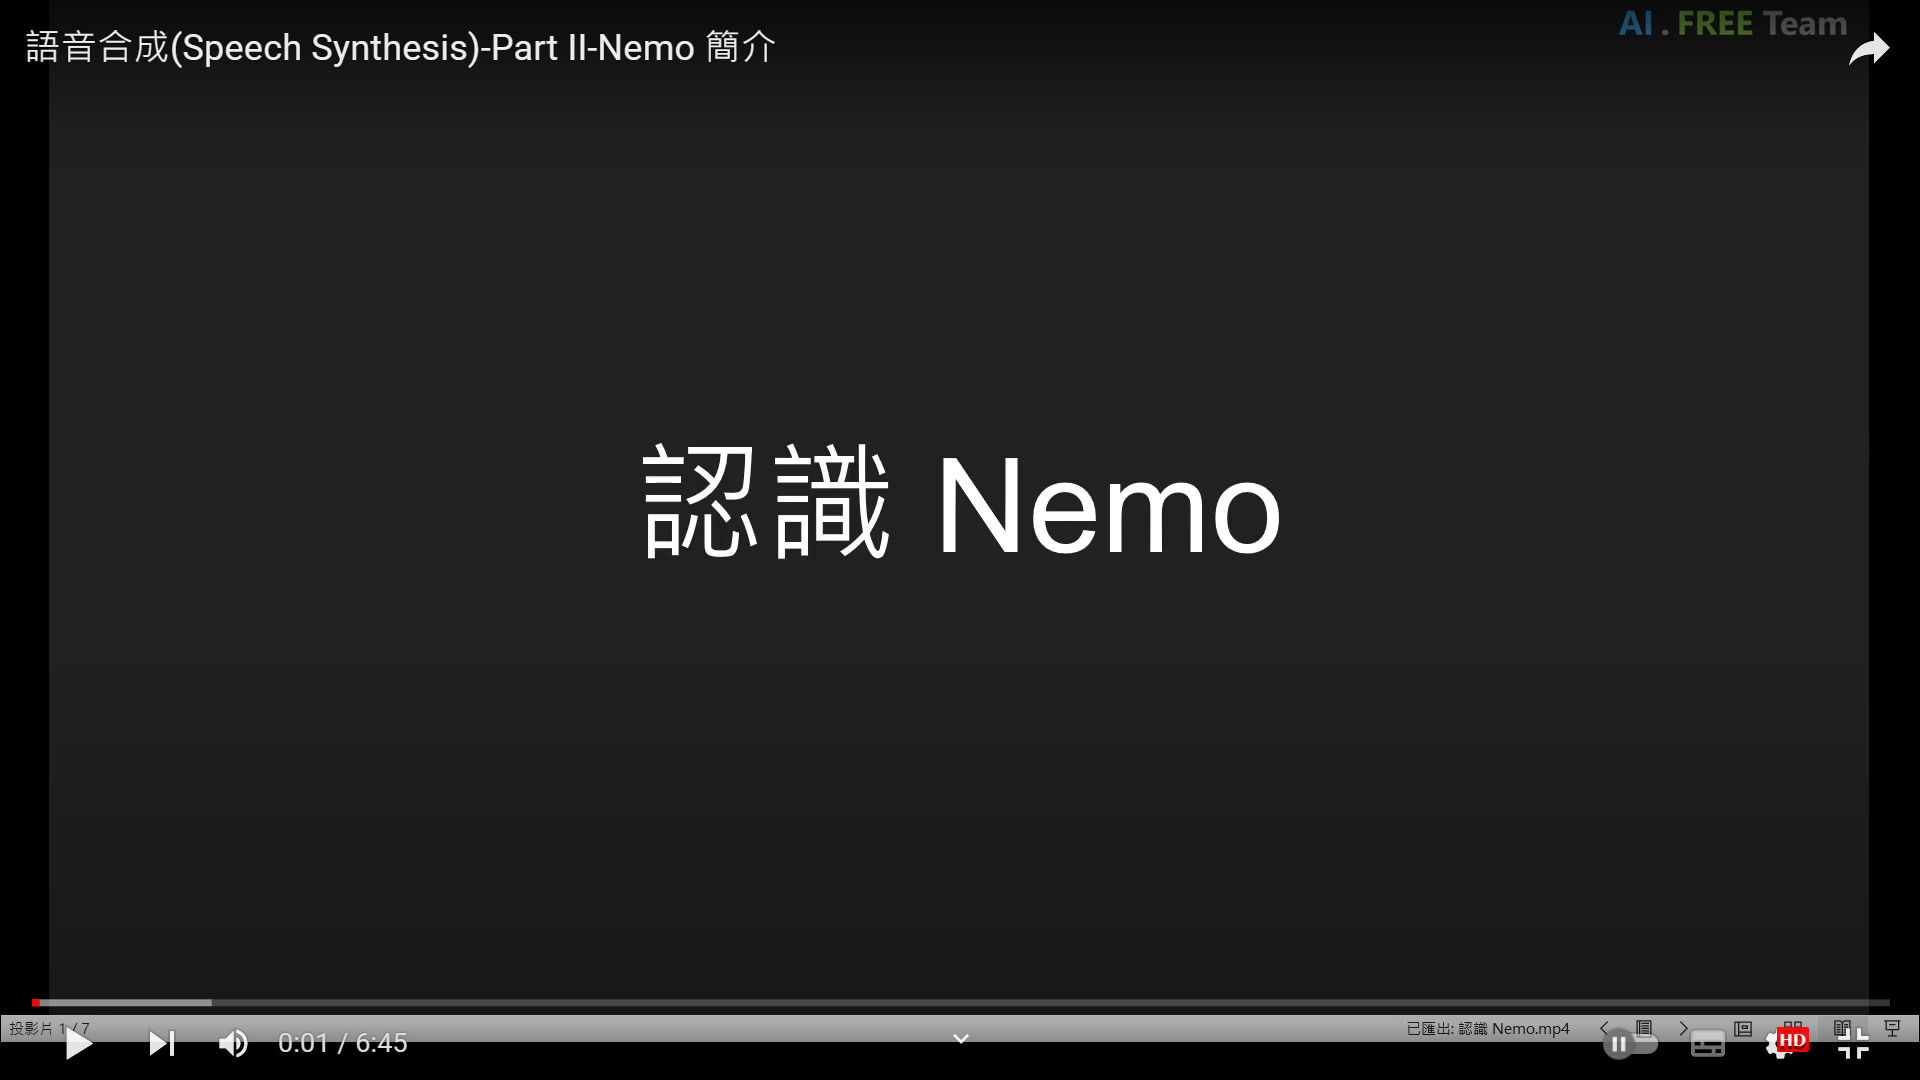 AI . FREE Team
語音合成(Speech Synthesis)-Part II-Nemo 簡介
認識 Nemo
投影片 1 / 7
已匯出: 認識 Nemo.mp4
0:01 / 6:45
HD